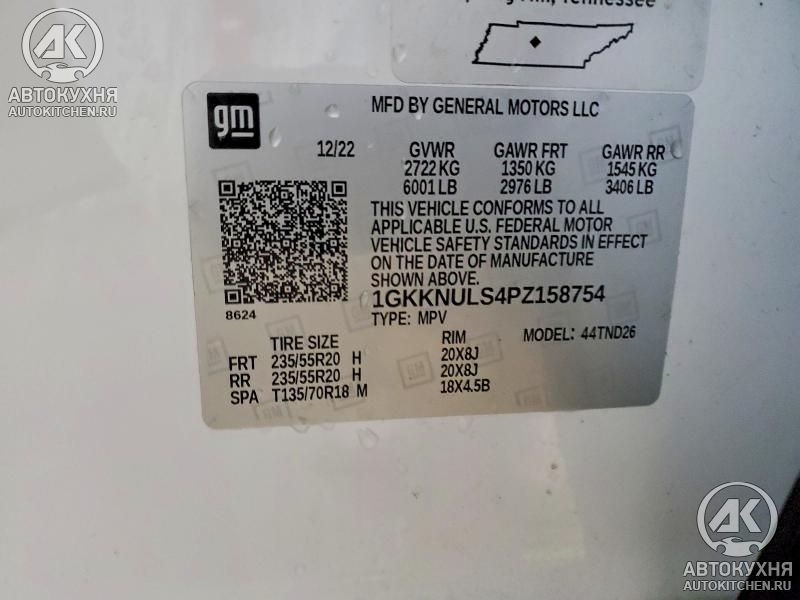 Tennessee
AK
АВТОКУХНЯ
AUTOKITCHEN.RU
gm
MFD BY GENERAL MOTORS LLC
12/22 GVWR GAWR FRT GAWR RR
2722 KG 1350 KG 1545 KG
6001 LB 2976 LB 3406 LB
THIS VEHICLE CONFORMS TO ALL
APPLICABLE U.S. FEDERAL MOTOR
VEHICLE SAFETY STANDARDS IN EFFECT
ON THE DATE OF MANUFACTURE
SHOWN ABOVE.
1GKKNULS4PZ158754
8624
TYPE: MPV MODEL: 44TND26
TIRE SIZE RIM
FRT 235/55R20 H 20X8J
RR 235/55R20 H 20X8J
SPA T135/70R18 M 18X4.5B
AK
АВТОКУХНЯ
AUTOKITCHEN.RU